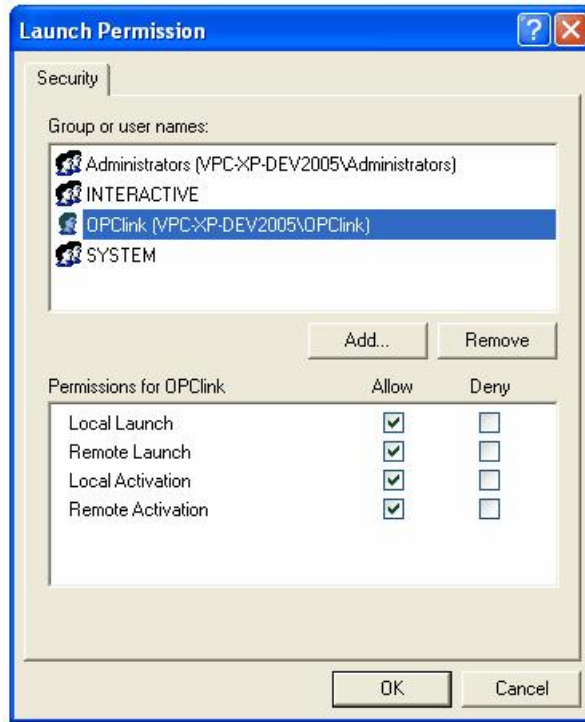 Launch Permission
Security
Group or user names:
Administrators (VPC-XP-DEV2005\Administrators)
INTERACTIVE
OPClink (VPC-XP-DEV2005\OPClink)
SYSTEM
Add... Remove
Permissions for OPClink Allow Deny
Local Launch
Remote Launch
Local Activation
Remote Activation
OK Cancel